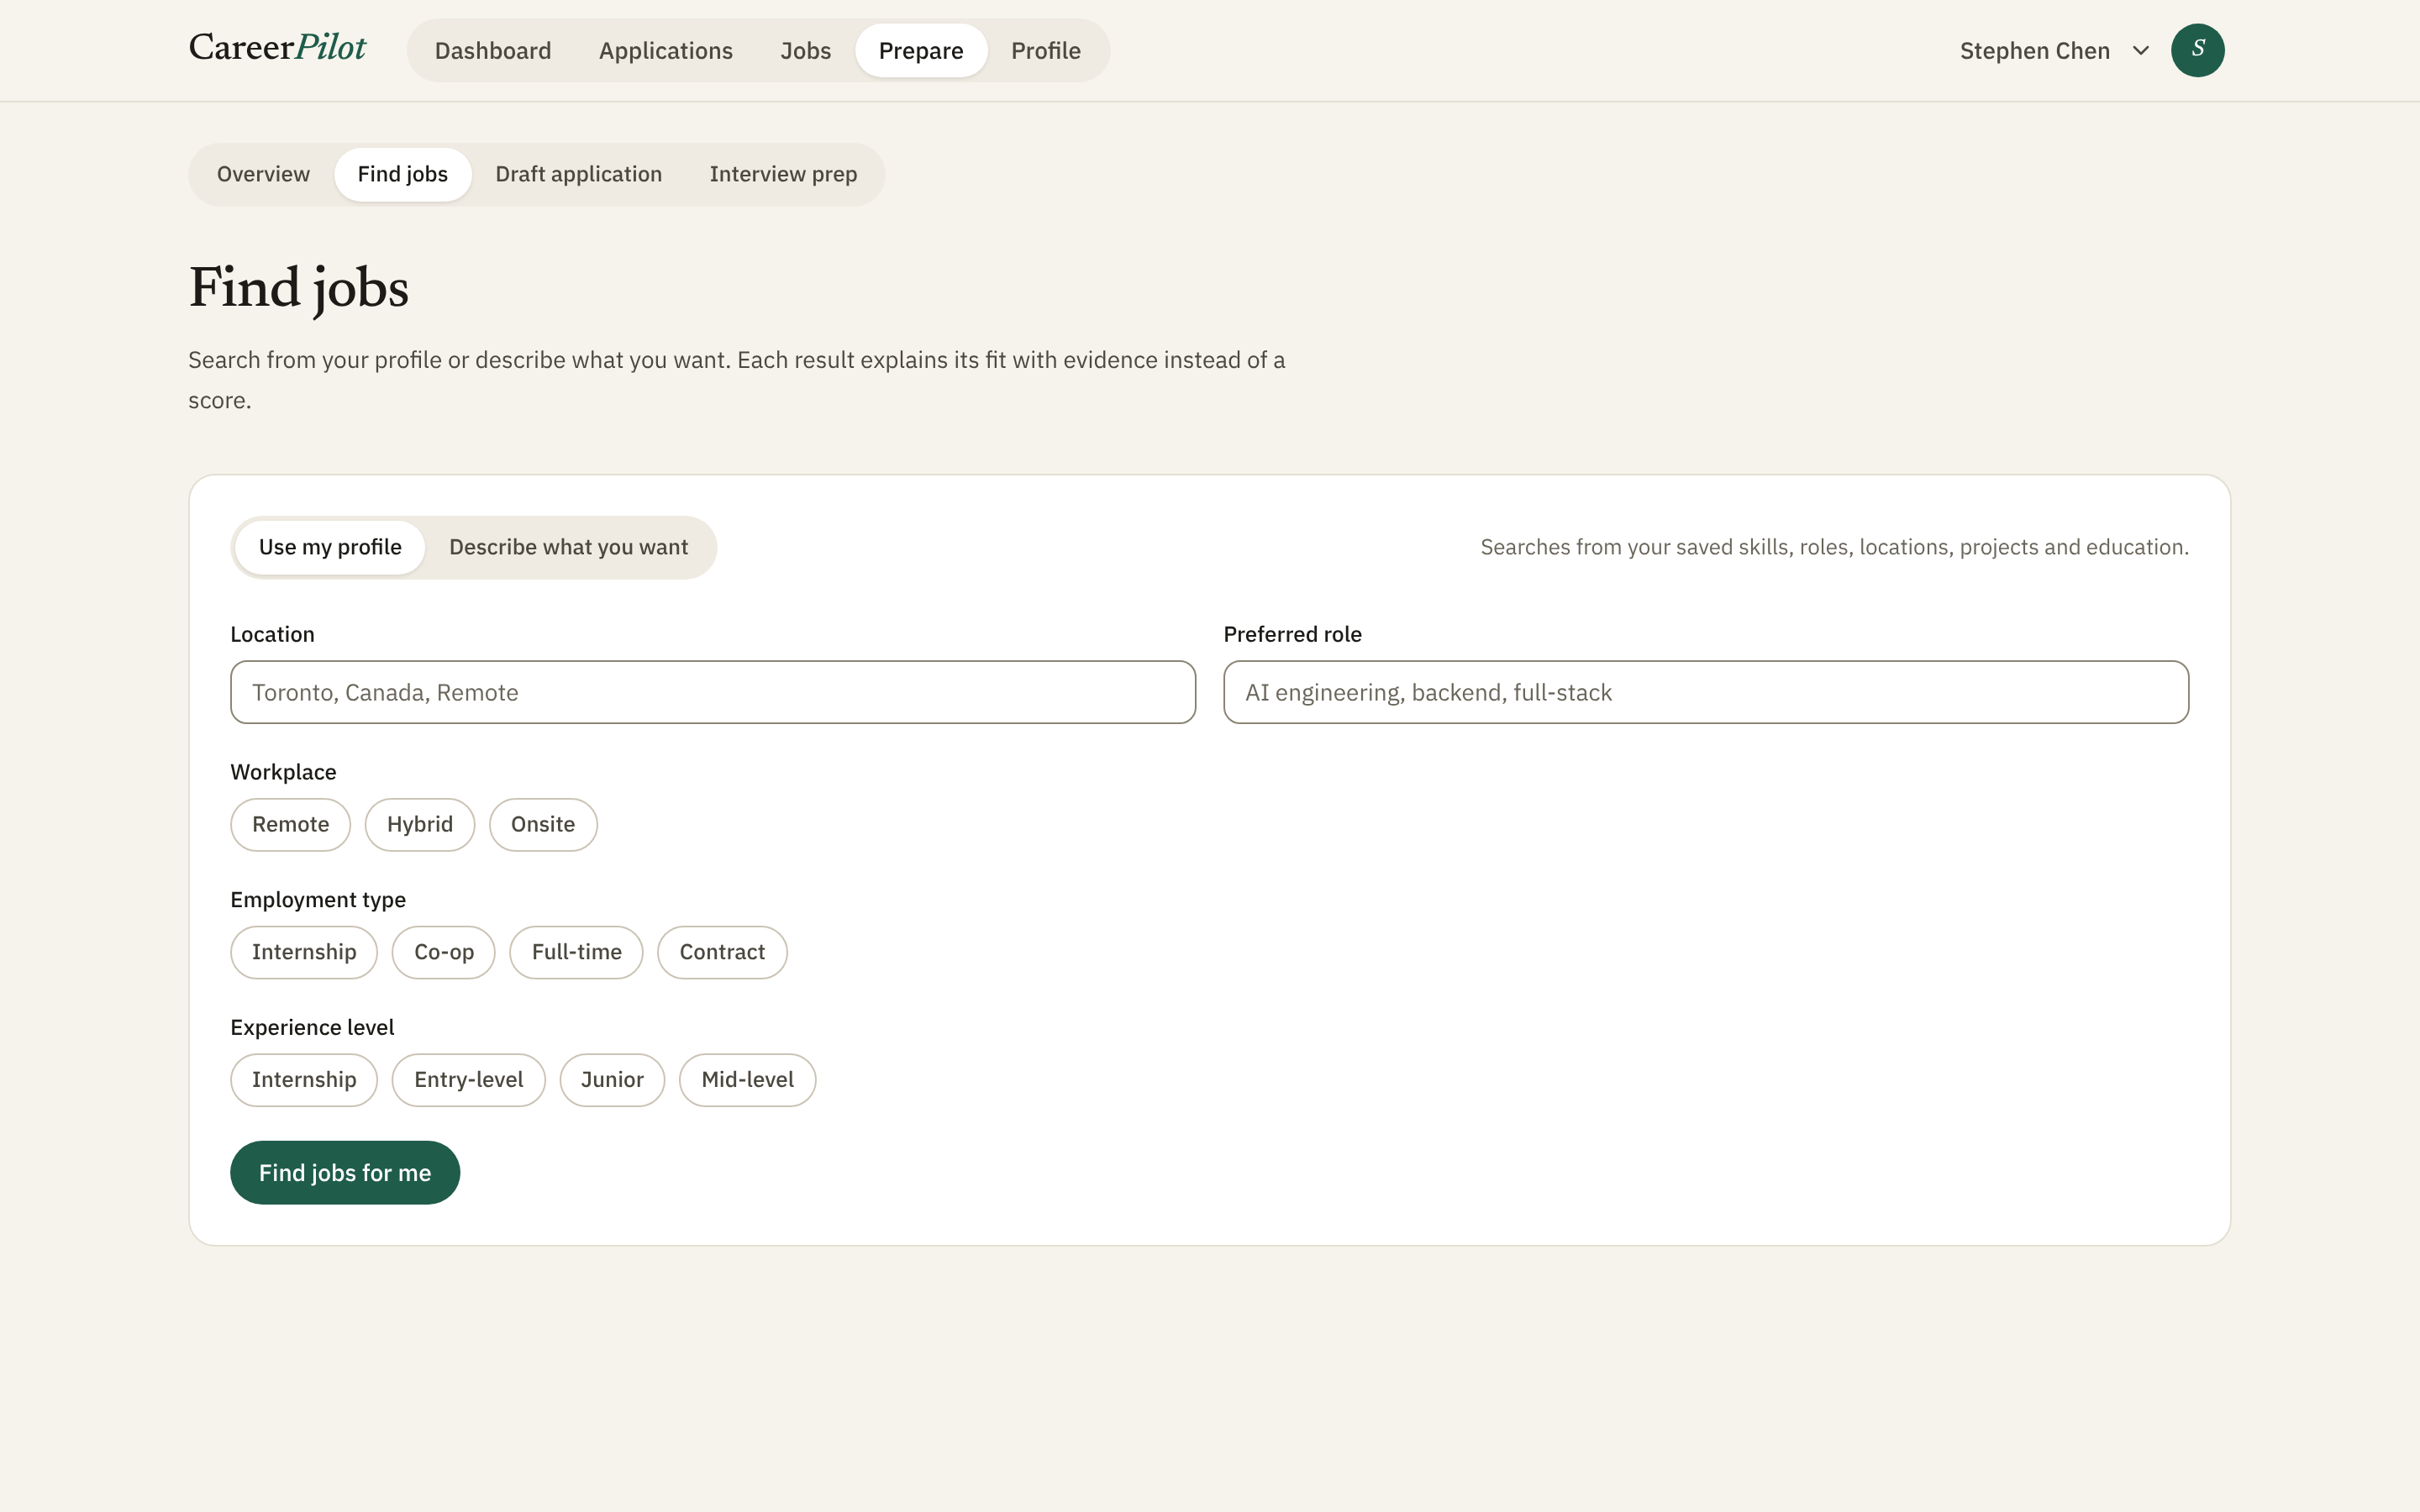 CareerPilot
Dashboard
Applications
Jobs
Prepare
Profile
Stephen Chen
S
Overview
Find jobs
Draft application
Interview prep
Find jobs
Search from your profile or describe what you want. Each result explains its fit with evidence instead of a
score.
Use my profile
Describe what you want
Searches from your saved skills, roles, locations, projects and education.
Location
Preferred role
Toronto, Canada, Remote
AI engineering, backend, full-stack
Workplace
Remote
Hybrid
Onsite
Employment type
Internship
Co-op
Full-time
Contract
Experience level
Internship
Entry-level
Junior
Mid-level
Find jobs for me